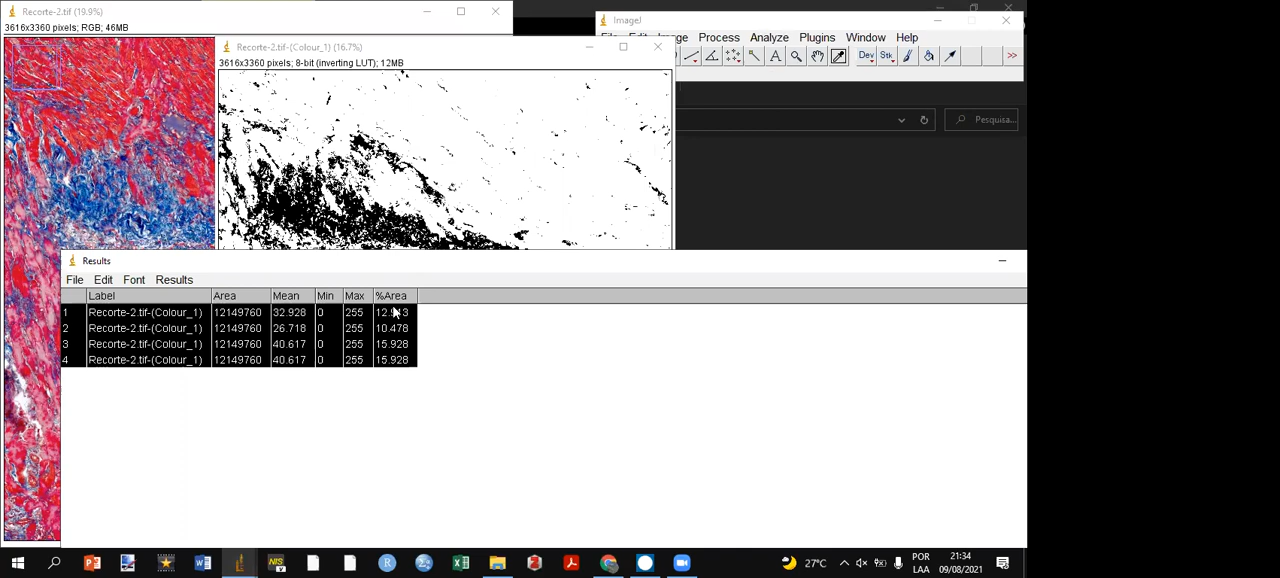 Recorte-2.tif (19.9%)
3616x3360 pixels; RGB; 46MB
Recorte-2.tif-(Colour_1) (16.7%)
3616x3360 pixels; 8-bit (inverting LUT); 12MB
ImageJ
Process Analyze Plugins Window Help
Dev Stk A >>
Pesquisa...
Results
File Edit Font Results
Label Area Mean Min Max %Area
1 Recorte-2.tif-(Colour_1) 12149760 32.928 0 255
2 Recorte-2.tif-(Colour_1) 12149760 26.718 0 255 10.478
3 Recorte-2.tif-(Colour_1) 12149760 40.617 0 255 15.928
4 Recorte-2.tif-(Colour_1) 12149760 40.617 0 255 15.928
NIS
27°C POR 21:34
LAA 09/08/2021